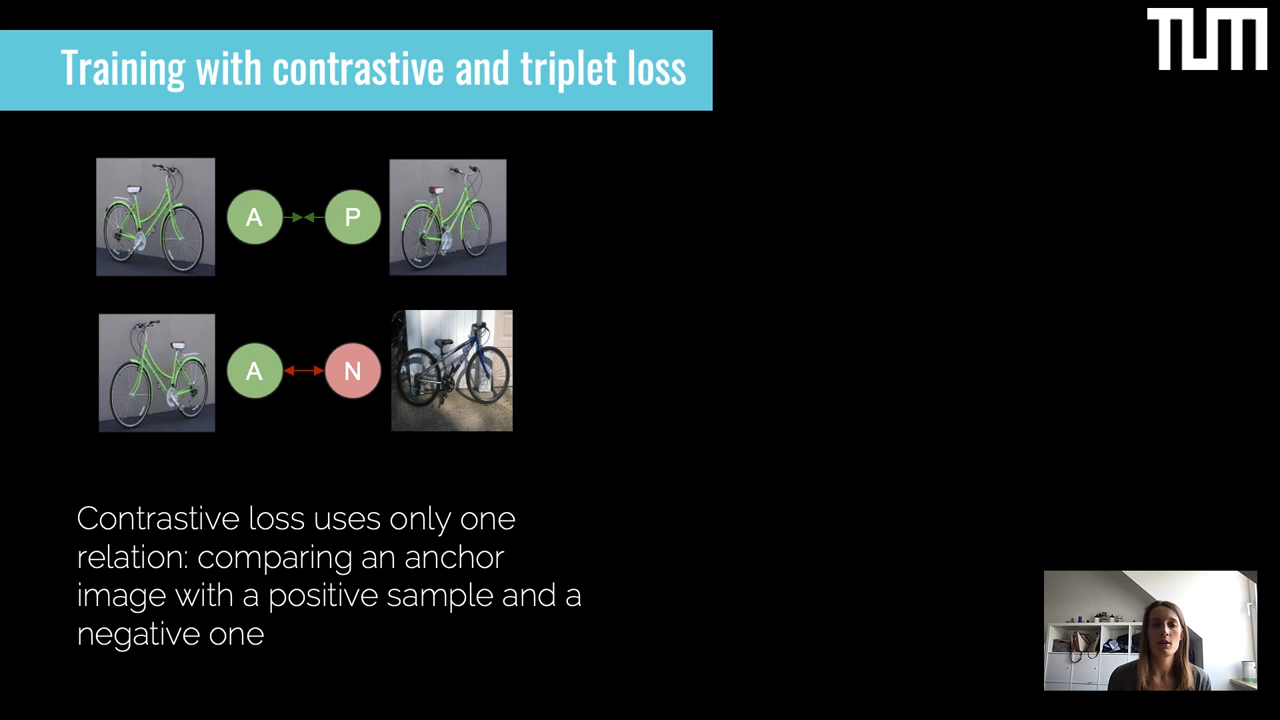 TUM
Training with contrastive and triplet loss
A P
A N
Contrastive loss uses only one
relation: comparing an anchor
image with a positive sample and a
negative one